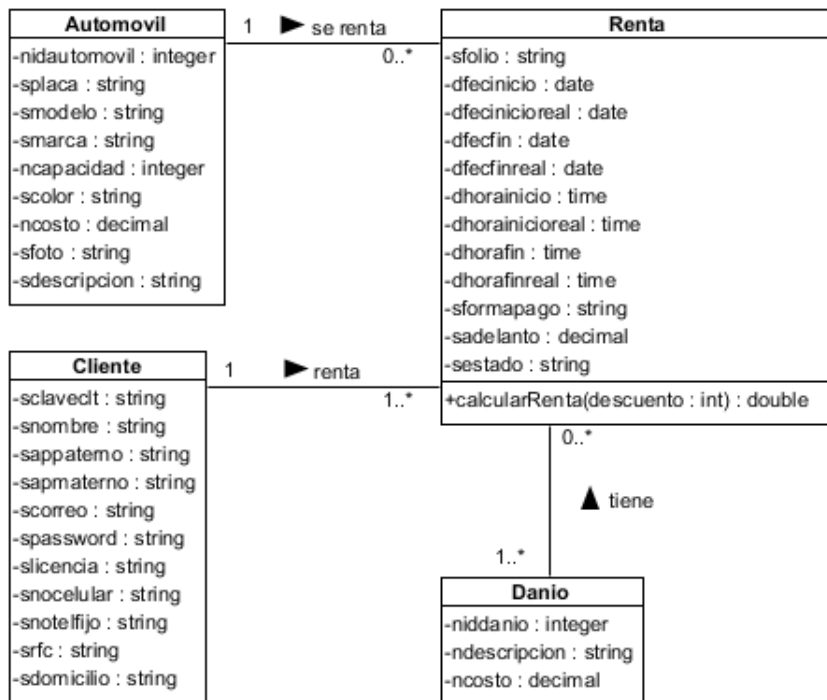 Automovil
-nidautomovil : integer
-splaca : string
-smodelo : string
-smarca : string
-ncapacidad : integer
-scolor : string
-ncosto : decimal
-sfoto : string
-sdescripcion : string
1 se renta
0..*
Renta
-sfolio : string
-dfecinicio : date
-dfecinicioreal : date
-dfecfin : date
-dfecfinreal : date
-dhorainicio : time
-dhorainicioreal : time
-dhorafin : time
-dhorafinreal : time
-sformapago : string
-sadelanto : decimal
-sestado : string
+calcularRenta(descuento : int) : double
Cliente
-sclaveclt : string
-snombre : string
-sappaterno : string
-sapmaterno : string
-scorreo : string
-spassword : string
-slicencia : string
-snocelular : string
-snotelfijo : string
-srfc : string
-sdomicilio : string
1 renta
1..*
0..*
tiene
1..*
Danio
-niddanio : integer
-ndescripcion : string
-ncosto : decimal